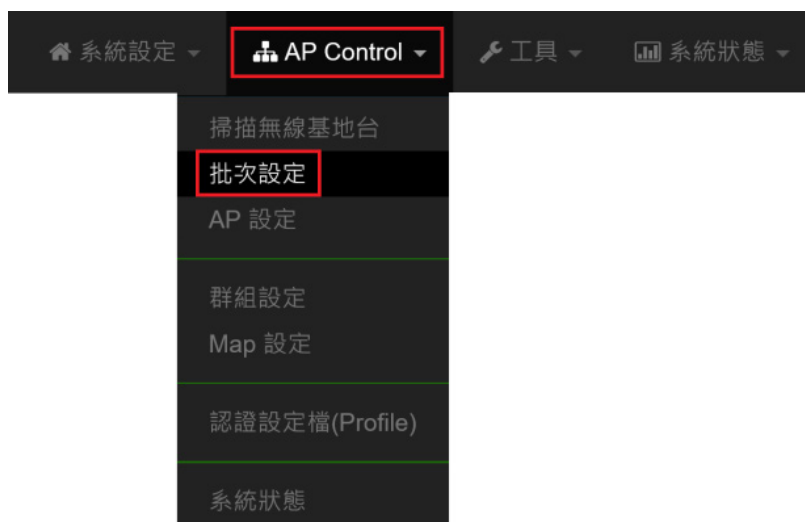 系統設定 AP Control 工具 系統狀態
掃描無線基地台
批次設定
AP 設定
群組設定
Map 設定
認證設定檔(Profile)
系統狀態